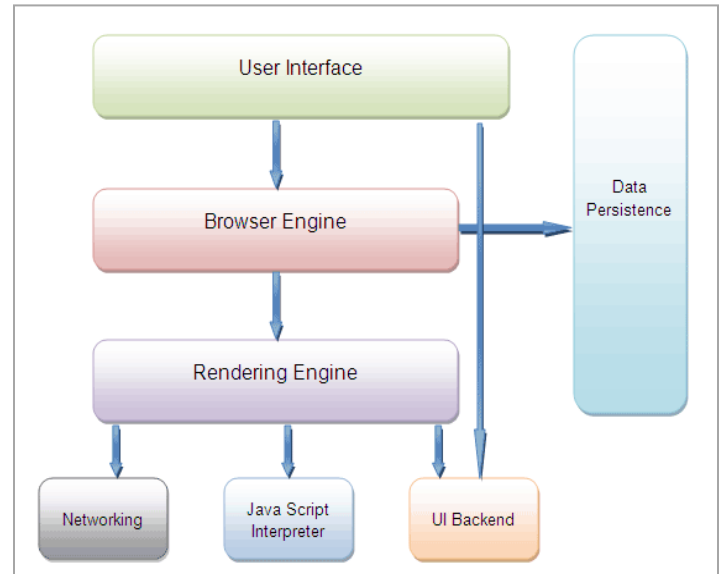 User Interface
Data
Persistence
Browser Engine
Rendering Engine
Networking
Java Script
Interpreter
UI Backend